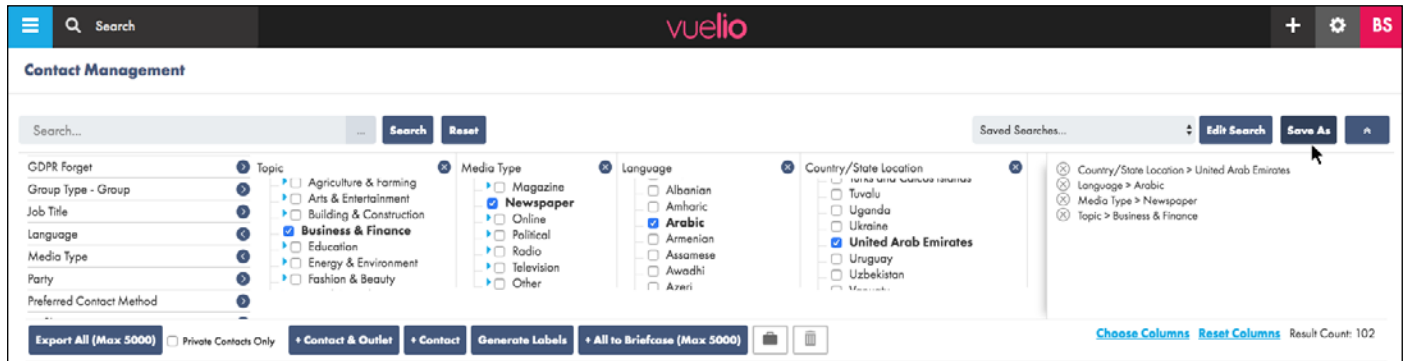 Search
vuelio
BS
Contact Management
Search...
...
Search
Reset
Saved Searches...
Edit Search
Save As
GDPR Forget
Group Type - Group
Job Title
Language
Media Type
Party
Preferred Contact Method
Topic
Agriculture & Farming
Arts & Entertainment
Building & Construction
Business & Finance
Education
Energy & Environment
Fashion & Beauty
Media Type
Magazine
Newspaper
Online
Political
Radio
Television
Other
Language
Albanian
Amharic
Arabic
Armenian
Assamese
Awadhi
Azeri
Country/State Location
Turks and Caicos Islands
Tuvalu
Uganda
Ukraine
United Arab Emirates
Uruguay
Uzbekistan
Vanuatu
Country/State Location > United Arab Emirates
Language > Arabic
Media Type > Newspaper
Topic > Business & Finance
Export All (Max 5000)
Private Contacts Only
+ Contact & Outlet
+ Contact
Generate Labels
+ All to Briefcase (Max 5000)
Choose Columns
Reset Columns
Result Count: 102